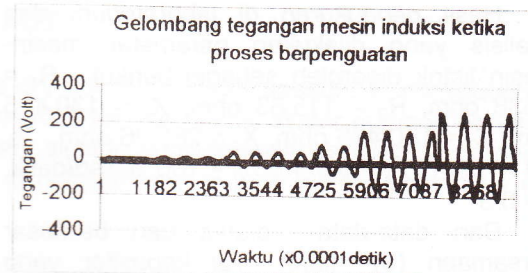 Gelombang tegangan mesin induksi ketika
proses berpenguatan
Tegangan (Volt)
400
200
0
-200
-400
1 1182 2363 3544 4725 5906 7087 8268
Waktu (x0.0001detik)